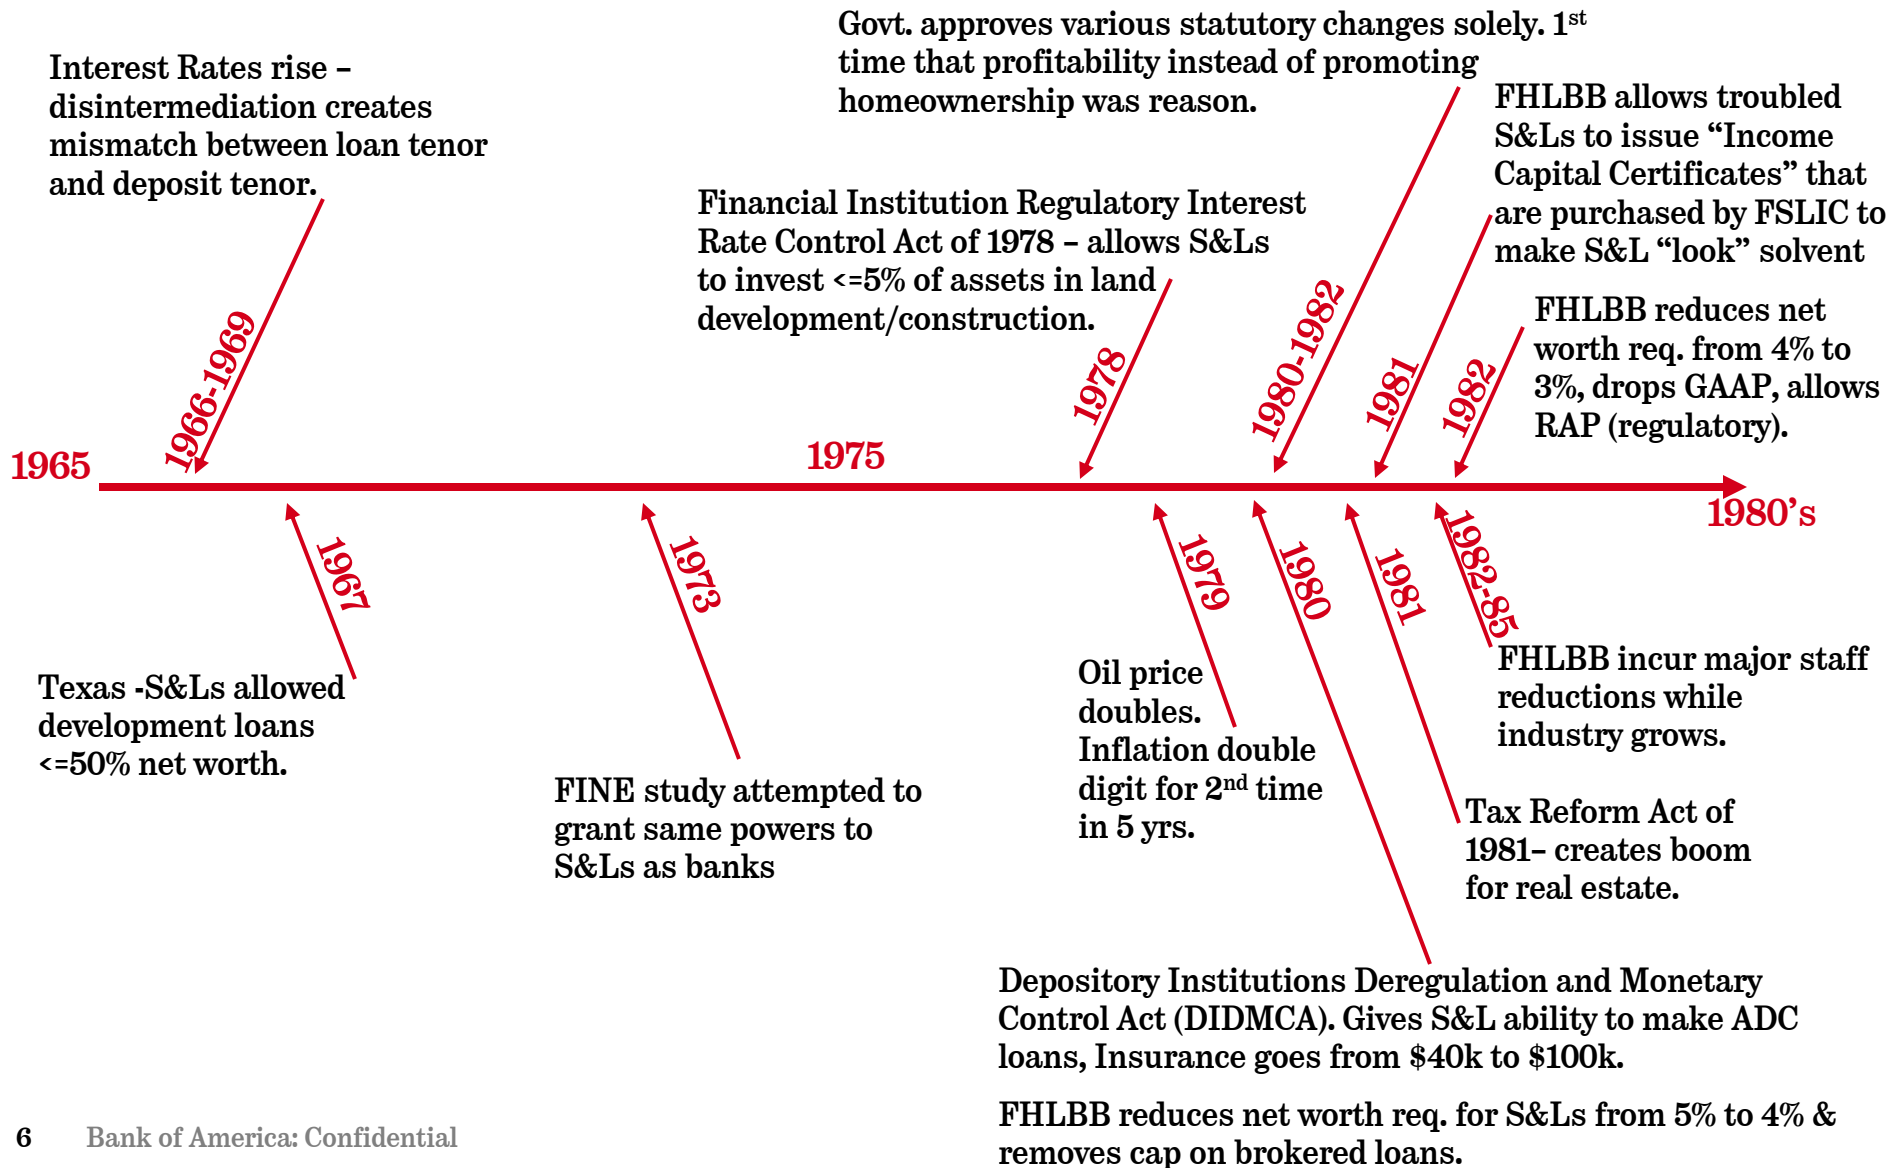 Govt. approves various statutory changes solely. 1st
time that profitability instead of promoting
homeownership was reason.
Interest Rates rise –
disintermediation creates
mismatch between loan tenor
and deposit tenor.
FHLBB allows troubled
S&Ls to issue “Income
Capital Certificates” that
are purchased by FSLIC to
make S&L “look” solvent
Financial Institution Regulatory Interest
Rate Control Act of 1978 – allows S&Ls
to invest <=5% of assets in land
development/construction.
FHLBB reduces net
worth req. from 4% to
3%, drops GAAP, allows
RAP (regulatory).
1966-1969
1978
1980-1982
1981
1982
1965
1975
1980’s
1967
1973
1979
1980
1981
1982-85
Texas -S&Ls allowed
development loans
<=50% net worth.
FINE study attempted to
grant same powers to
S&Ls as banks
Oil price
doubles.
Inflation double
digit for 2nd time
in 5 yrs.
FHLBB incur major staff
reductions while
industry grows.
Tax Reform Act of
1981– creates boom
for real estate.
Depository Institutions Deregulation and Monetary
Control Act (DIDMCA). Gives S&L ability to make ADC
loans, Insurance goes from $40k to $100k.
FHLBB reduces net worth req. for S&Ls from 5% to 4% &
removes cap on brokered loans.
6 Bank of America: Confidential